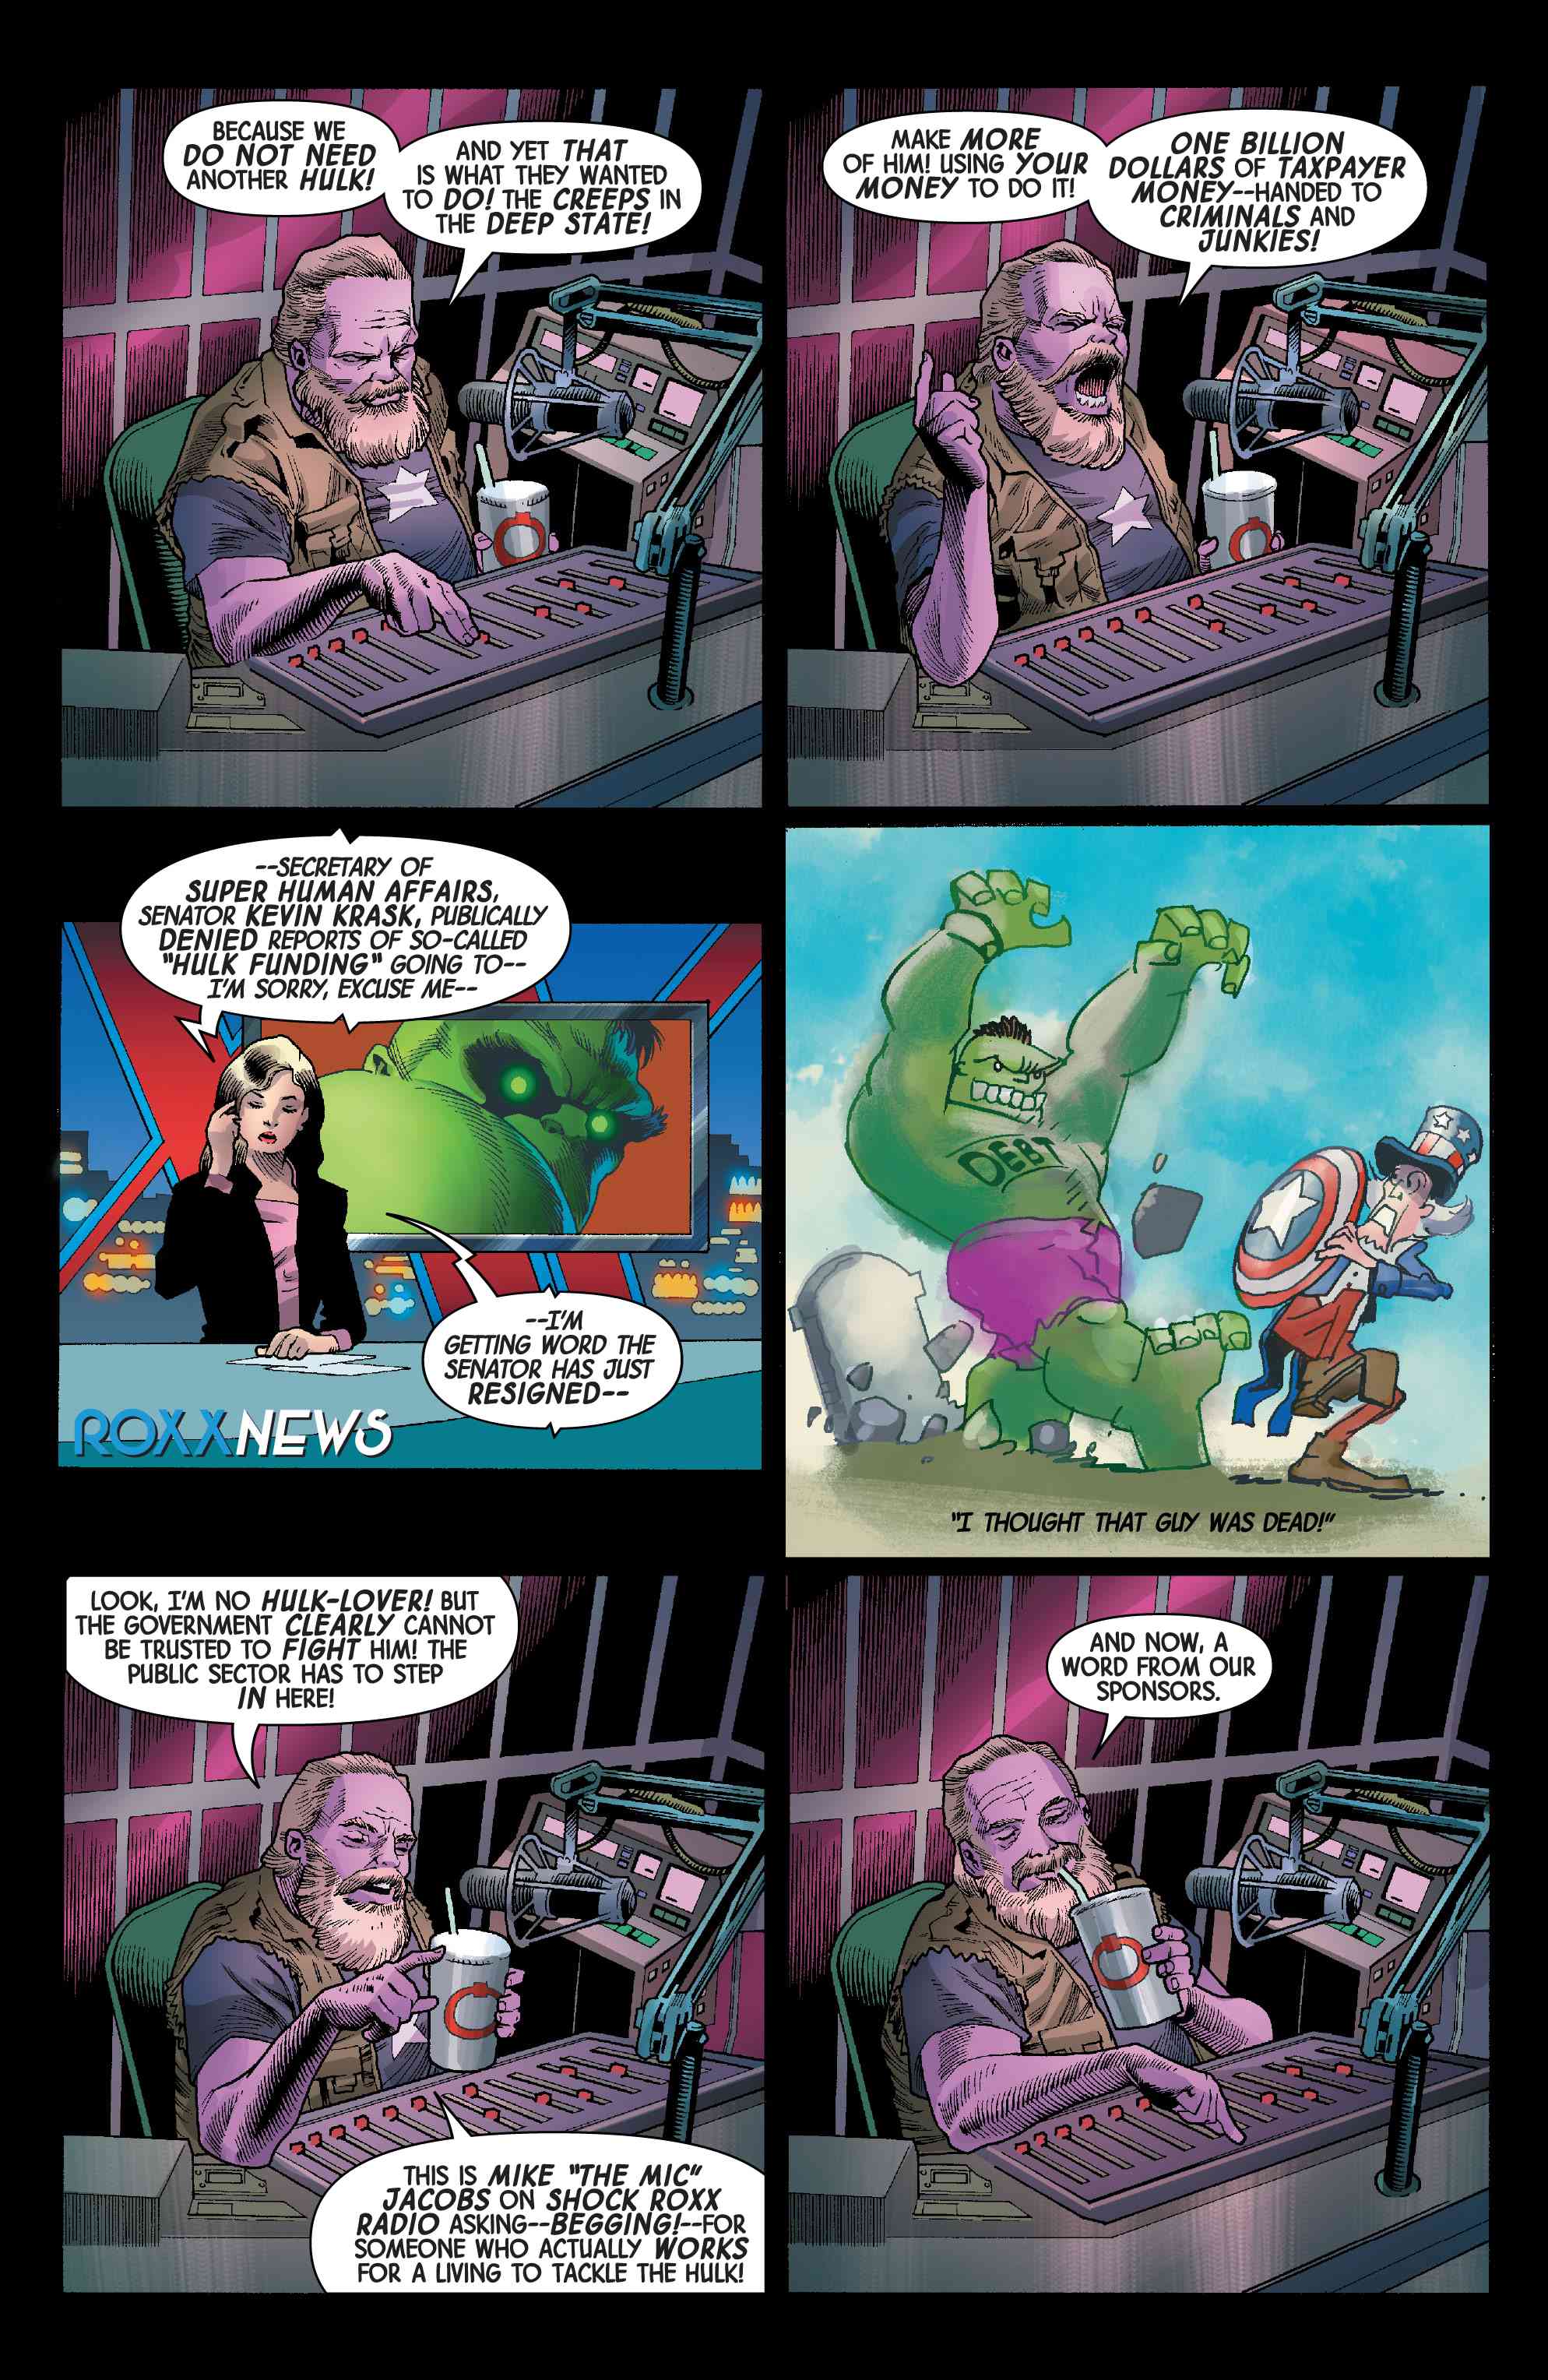 BECAUSE WE
DO NOT NEED
ANOTHER HULK!
AND YET THAT
IS WHAT THEY WANTED
TO DO! THE CREEPS IN
THE DEEP STATE!
MAKE MORE
OF HIM! USING YOUR
MONEY TO DO IT!
ONE BILLION
DOLLARS OF TAXPAYER
MONEY--HANDED TO
CRIMINALS AND
JUNKIES!
--SECRETARY OF
SUPER HUMAN AFFAIRS,
SENATOR KEVIN KRASK, PUBLICALLY
DENIED REPORTS OF SO-CALLED
"HULK FUNDING" GOING TO--
I'M SORRY, EXCUSE ME--
--I'M
GETTING WORD THE
SENATOR HAS JUST
RESIGNED--
ROXXNEWS
DEBT
"I THOUGHT THAT GUY WAS DEAD!"
LOOK, I'M NO HULK-LOVER! BUT
THE GOVERNMENT CLEARLY CANNOT
BE TRUSTED TO FIGHT HIM! THE
PUBLIC SECTOR HAS TO STEP
IN HERE!
THIS IS MIKE "THE MIC"
JACOBS ON SHOCK ROXX
RADIO ASKING--BEGGING!--FOR
SOMEONE WHO ACTUALLY WORKS
FOR A LIVING TO TACKLE THE HULK!
AND NOW, A
WORD FROM OUR
SPONSORS.